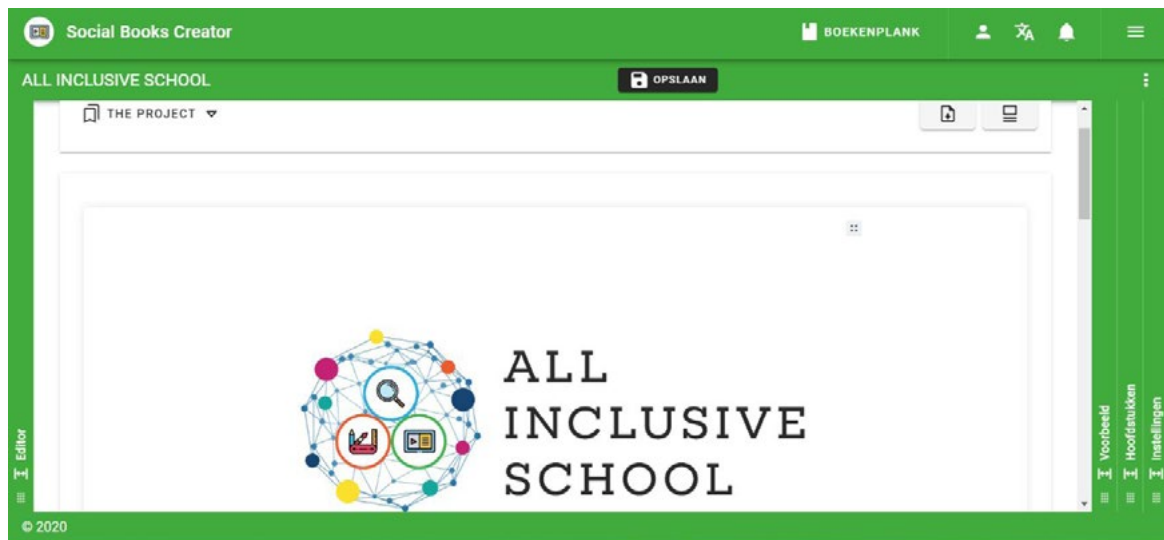 Social Books Creator
BOEKENPLANK
ALL INCLUSIVE SCHOOL
OPSLAAN
THE PROJECT
ALL
INCLUSIVE
SCHOOL
Editor
Voorbeeld
Hoofdstukken
Instellingen
© 2020